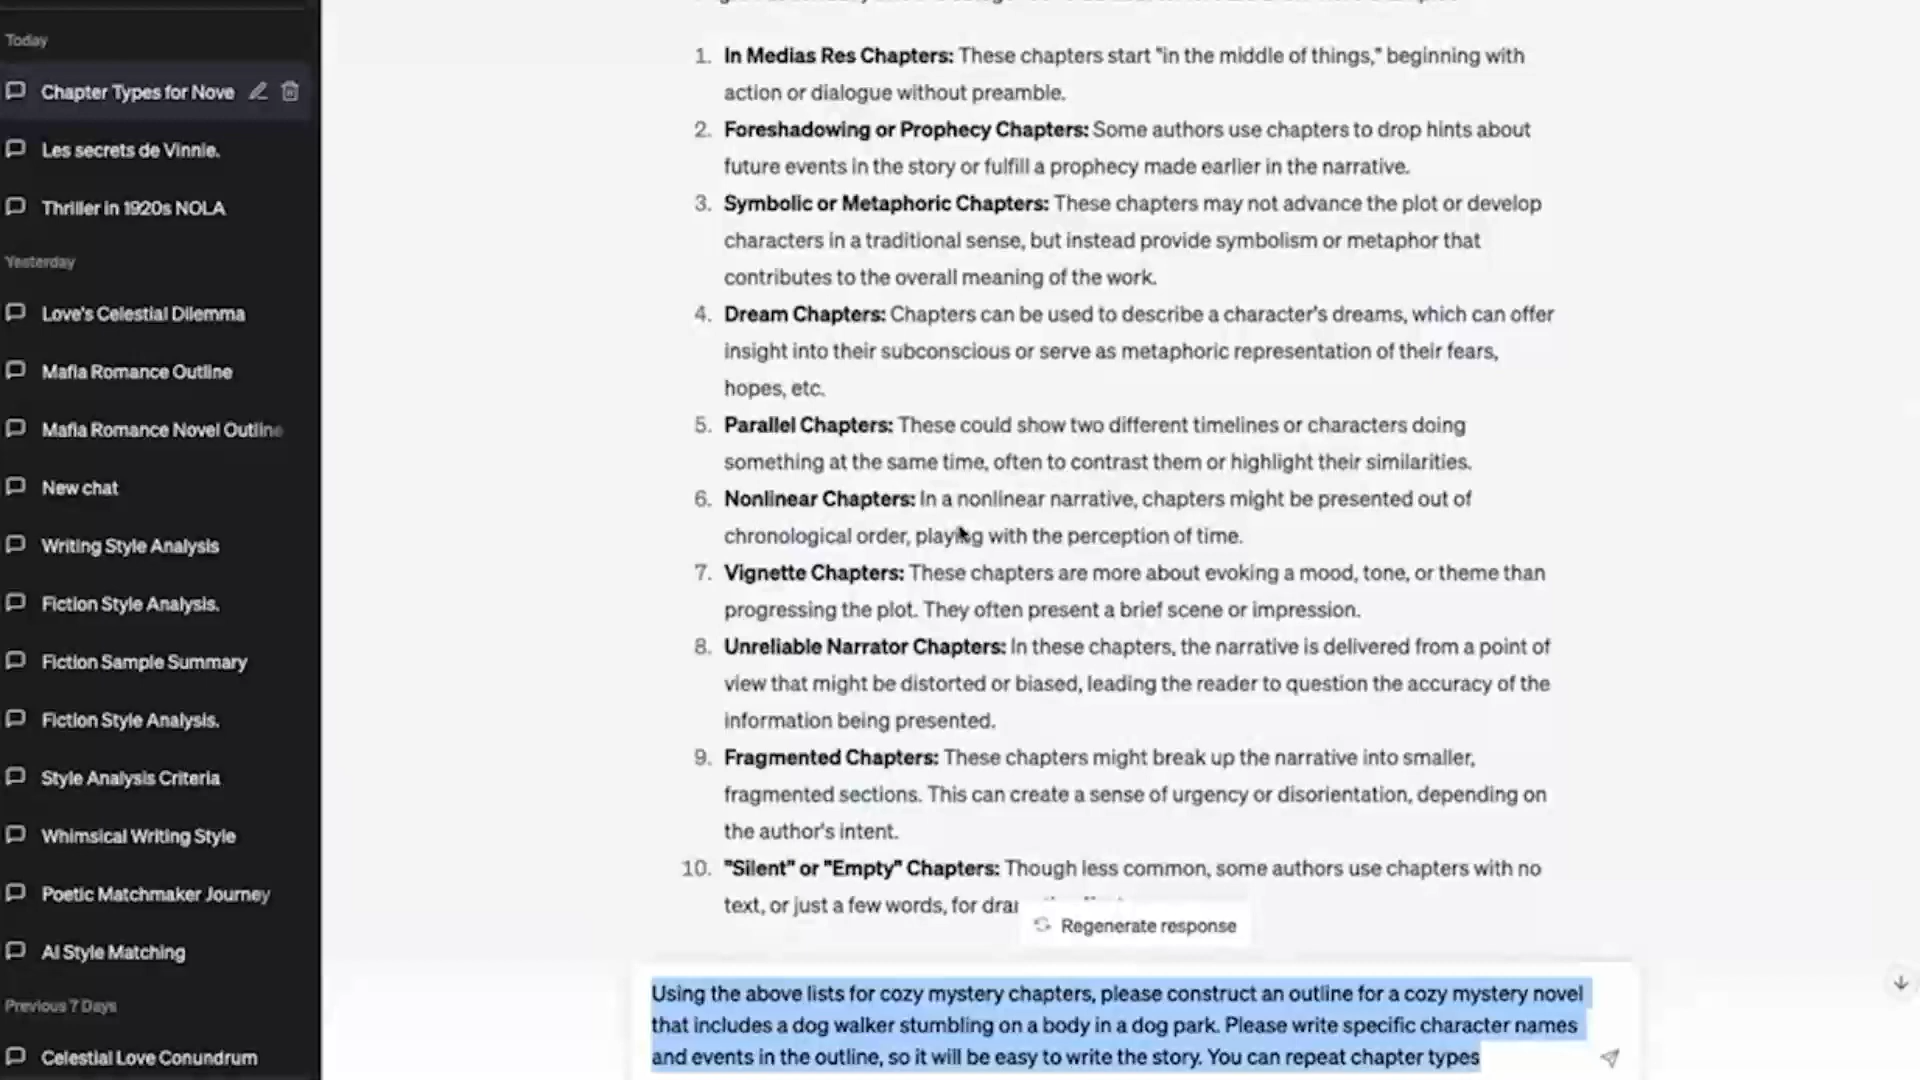 Today
Chapter Types for Nove
Les secrets de Vinnie.
Thriller in 1920s NOLA
Yesterday
Love's Celestial Dilemma
Mafia Romance Outline
Mafia Romance Novel Outline
New chat
Writing Style Analysis
Fiction Style Analysis.
Fiction Sample Summary
Fiction Style Analysis.
Style Analysis Criteria
Whimsical Writing Style
Poetic Matchmaker Journey
AI Style Matching
Previous 7 Days
Celestial Love Conundrum
1. In Medias Res Chapters: These chapters start "in the middle of things," beginning with
action or dialogue without preamble.
2. Foreshadowing or Prophecy Chapters: Some authors use chapters to drop hints about
future events in the story or fulfill a prophecy made earlier in the narrative.
3. Symbolic or Metaphoric Chapters: These chapters may not advance the plot or develop
characters in a traditional sense, but instead provide symbolism or metaphor that
contributes to the overall meaning of the work.
4. Dream Chapters: Chapters can be used to describe a character's dreams, which can offer
insight into their subconscious or serve as metaphoric representation of their fears,
hopes, etc.
5. Parallel Chapters: These could show two different timelines or characters doing
something at the same time, often to contrast them or highlight their similarities.
6. Nonlinear Chapters: In a nonlinear narrative, chapters might be presented out of
chronological order, playing with the perception of time.
7. Vignette Chapters: These chapters are more about evoking a mood, tone, or theme than
progressing the plot. They often present a brief scene or impression.
8. Unreliable Narrator Chapters: In these chapters, the narrative is delivered from a point of
view that might be distorted or biased, leading the reader to question the accuracy of the
information being presented.
9. Fragmented Chapters: These chapters might break up the narrative into smaller,
fragmented sections. This can create a sense of urgency or disorientation, depending on
the author's intent.
10. "Silent" or "Empty" Chapters: Though less common, some authors use chapters with no
text, or just a few words, for
Regenerate response
Using the above lists for cozy mystery chapters, please construct an outline for a cozy mystery novel
that includes a dog walker stumbling on a body in a dog park. Please write specific character names
and events in the outline, so it will be easy to write the story. You can repeat chapter types